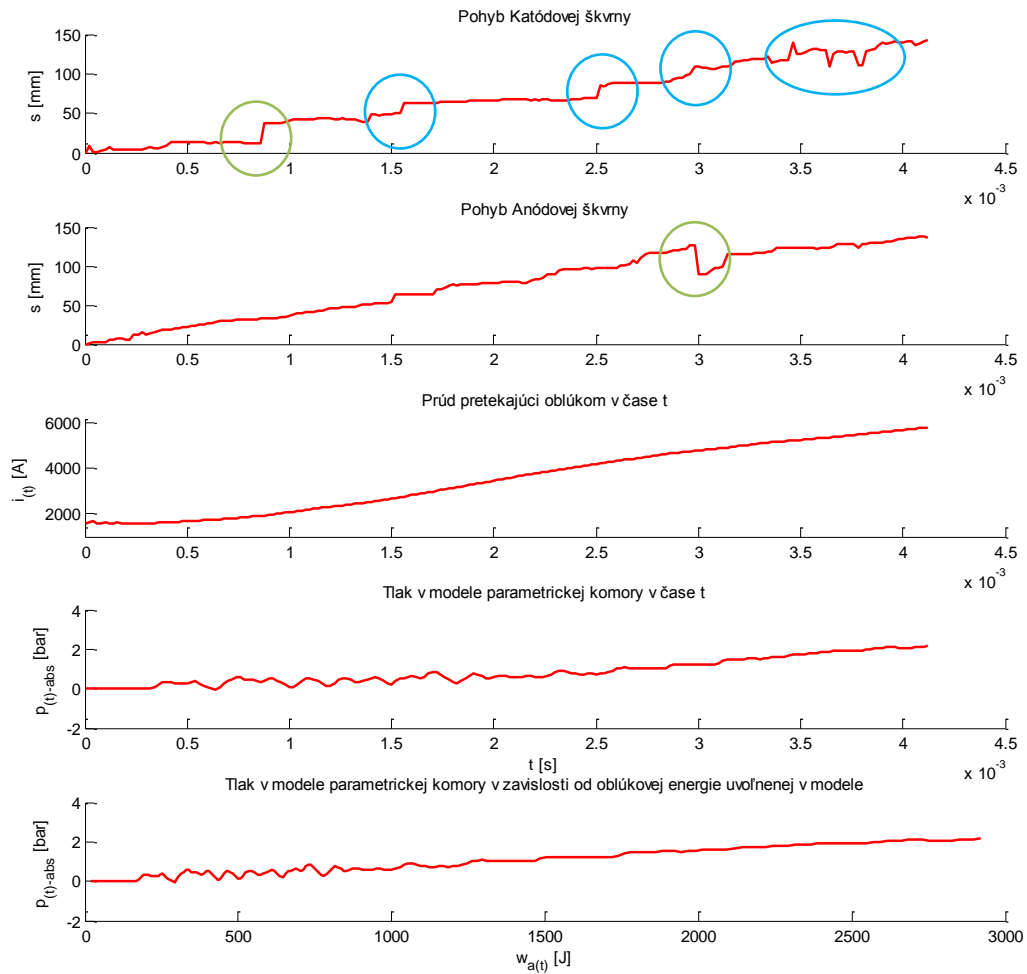 Pohyb Katódovej škvrny
150
100
50
0
s [mm]
0 0.5 1 1.5 2 2.5 3 3.5 4 4.5
x 10-3
Pohyb Anódovej škvrny
150
100
50
0
s [mm]
0 0.5 1 1.5 2 2.5 3 3.5 4 4.5
x 10-3
Prúd pretekajúci oblúkom v čase t
6000
4000
2000
i(t) [A]
0 0.5 1 1.5 2 2.5 3 3.5 4 4.5
x 10-3
Tlak v modele parametrickej komory v čase t
4
2
0
-2
p(t)-abs [bar]
0 0.5 1 1.5 2 2.5 3 3.5 4 4.5
t [s]
x 10-3
Tlak v modele parametrickej komory v zavislosti od oblúkovej energie uvoľnenej v modele
4
2
0
-2
p(t)-abs [bar]
0 500 1000 1500 2000 2500 3000
wa(t) [J]